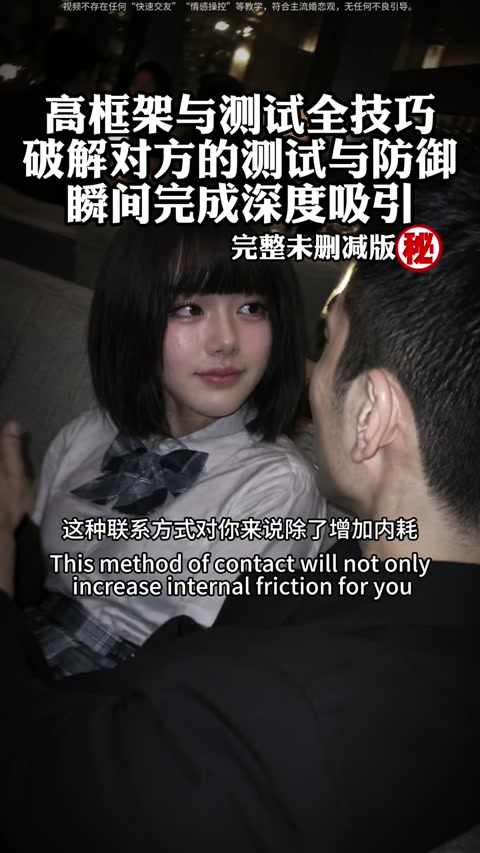 视频不存在任何“快速交友”“情感操控”等教学，符合主流婚恋观，无任何不良引导。
高框架与测试全技巧
破解对方的测试与防御
瞬间完成深度吸引
完整未删减版 秘
这种联系方式对你来说除了增加内耗
This method of contact will not only
increase internal friction for you